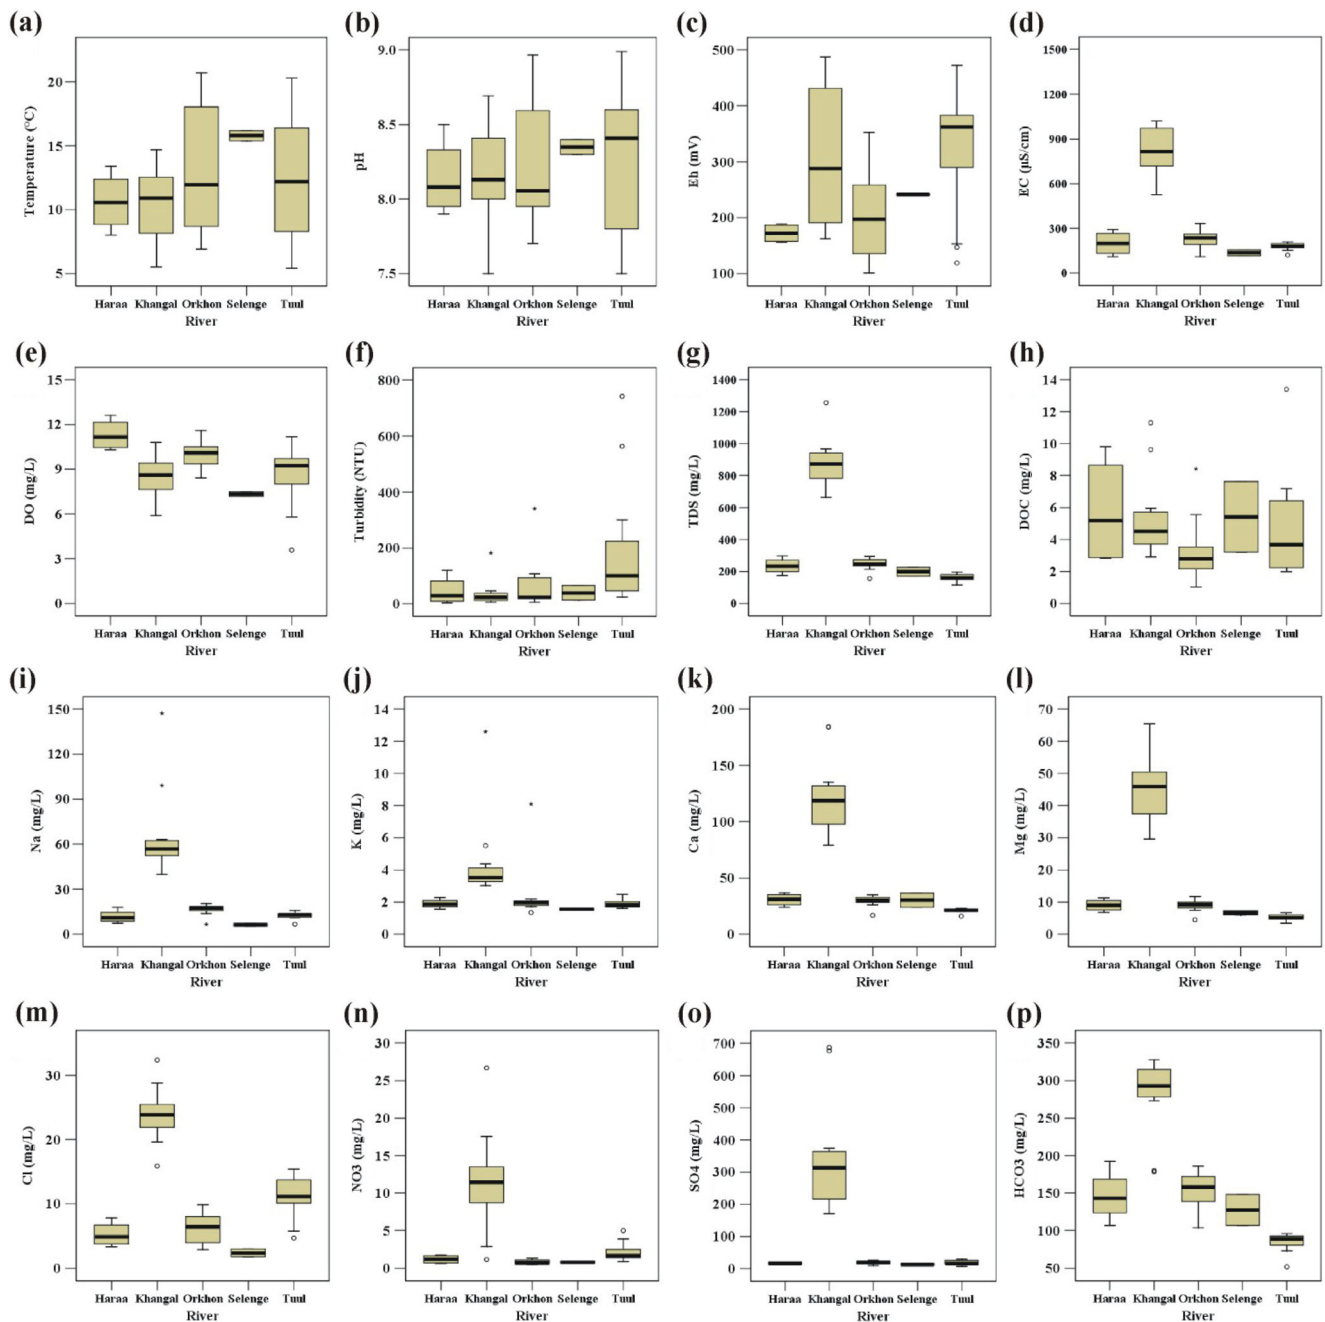 (a)
Temperature (°C)
20
15
10
5
Haraa Khangal Orkhon Selenge Tuul
River
(b)
pH
9.0
8.5
8.0
7.5
Haraa Khangal Orkhon Selenge Tuul
River
(c)
Eh (mV)
500
400
300
200
100
Haraa Khangal Orkhon Selenge Tuul
River
(d)
EC (µS/cm)
1500
1200
900
600
300
0
Haraa Khangal Orkhon Selenge Tuul
River
(e)
DO (mg/L)
15
12
9
6
3
0
Haraa Khangal Orkhon Selenge Tuul
River
(f)
Turbidity (NTU)
800
600
400
200
0
Haraa Khangal Orkhon Selenge Tuul
River
(g)
TDS (mg/L)
1400
1200
1000
800
600
400
200
0
Haraa Khangal Orkhon Selenge Tuul
River
(h)
DOC (mg/L)
14
12
10
8
6
4
2
0
Haraa Khangal Orkhon Selenge Tuul
River
(i)
Na (mg/L)
150
120
90
60
30
0
Haraa Khangal Orkhon Selenge Tuul
River
(j)
K (mg/L)
14
12
10
8
6
4
2
0
Haraa Khangal Orkhon Selenge Tuul
River
(k)
Ca (mg/L)
200
150
100
50
0
Haraa Khangal Orkhon Selenge Tuul
River
(l)
Mg (mg/L)
70
60
50
40
30
20
10
0
Haraa Khangal Orkhon Selenge Tuul
River
(m)
Cl (mg/L)
30
20
10
0
Haraa Khangal Orkhon Selenge Tuul
River
(n)
NO3 (mg/L)
30
25
20
15
10
5
0
Haraa Khangal Orkhon Selenge Tuul
River
(o)
SO4 (mg/L)
700
600
500
400
300
200
100
0
Haraa Khangal Orkhon Selenge Tuul
River
(p)
HCO3 (mg/L)
350
300
250
200
150
100
50
Haraa Khangal Orkhon Selenge Tuul
River